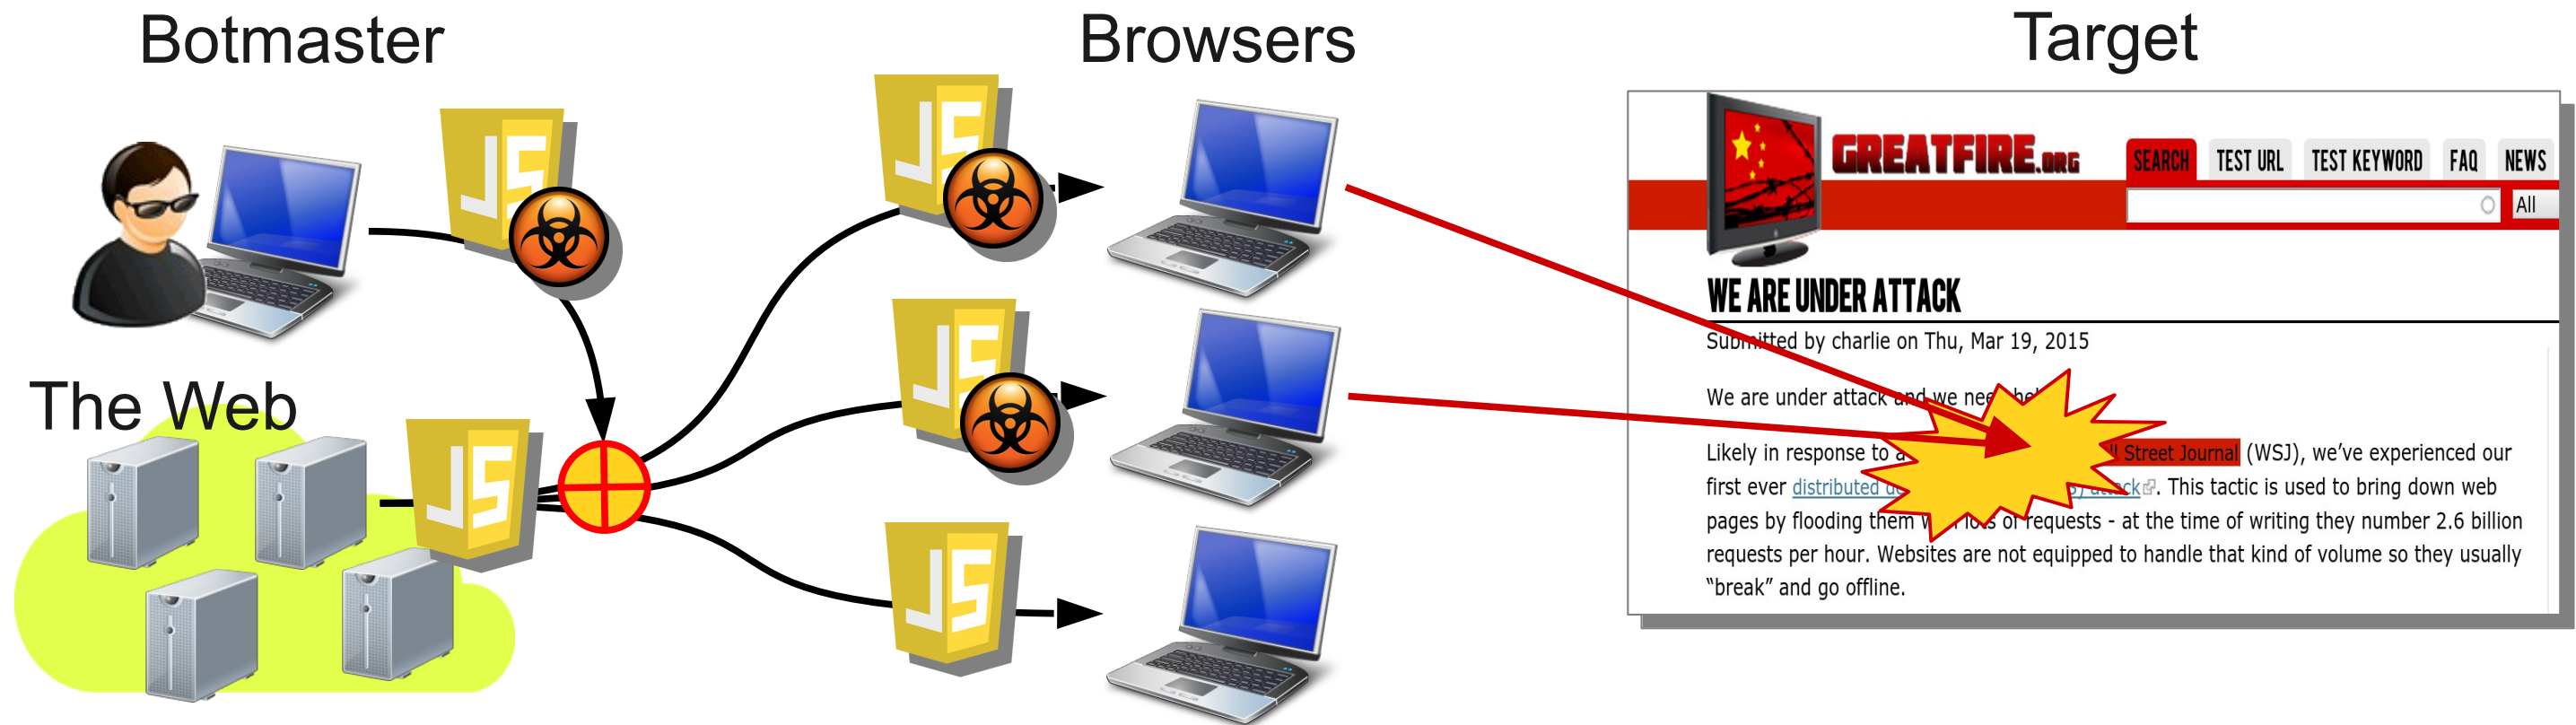 Botmaster
Browsers
Target
The Web
JS
JS
JS
JS
JS
GREATFIRE.ORG
SEARCH
TEST URL
TEST KEYWORD
FAQ
NEWS
All
WE ARE UNDER ATTACK
Submitted by charlie on Thu, Mar 19, 2015
We are under attack and we need
Likely in response to a Street Journal (WSJ), we've experienced our
first ever distributed attack. This tactic is used to bring down web
pages by flooding them with lots of requests - at the time of writing they number 2.6 billion
requests per hour. Websites are not equipped to handle that kind of volume so they usually
"break" and go offline.